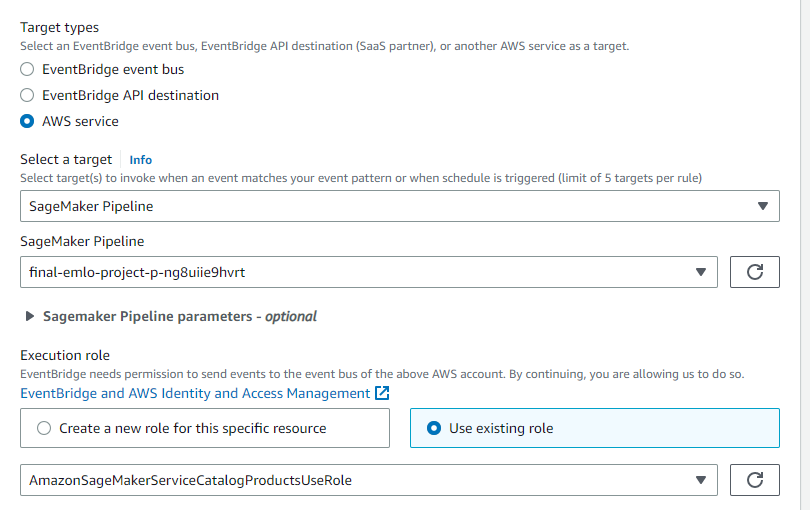 Target types
Select an EventBridge event bus, EventBridge API destination (SaaS partner), or another AWS service as a target.
EventBridge event bus
EventBridge API destination
AWS service
Select a target Info
Select target(s) to invoke when an event matches your event pattern or when schedule is triggered (limit of 5 targets per rule)
SageMaker Pipeline
SageMaker Pipeline
final-emlo-project-p-ng8uiie9hvrt
Sagemaker Pipeline parameters - optional
Execution role
EventBridge needs permission to send events to the event bus of the above AWS account. By continuing, you are allowing us to do so.
EventBridge and AWS Identity and Access Management
Create a new role for this specific resource
Use existing role
AmazonSageMakerServiceCatalogProductsUseRole